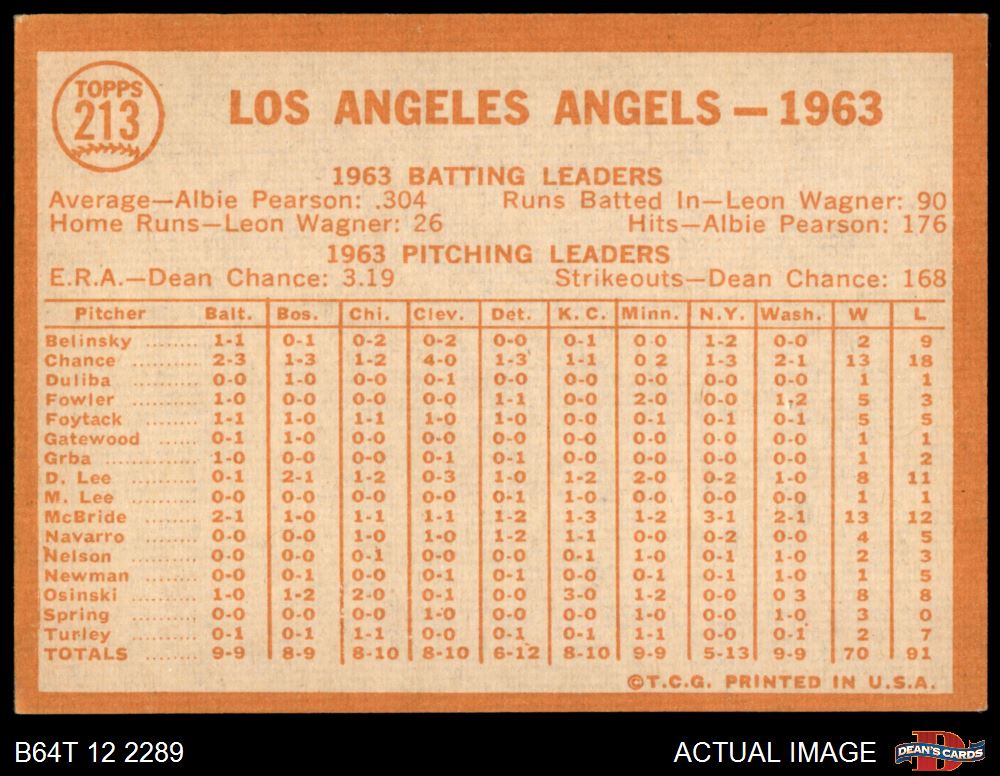 TOPPS
213
LOS ANGELES ANGELS — 1963
1963 BATTING LEADERS
Average—Albie Pearson: .304 Runs Batted In—Leon Wagner: 90
Home Runs—Leon Wagner: 26 Hits—Albie Pearson: 176
1963 PITCHING LEADERS
E.R.A.—Dean Chance: 3.19 Strikeouts—Dean Chance: 168
Pitcher Balt. Bos. Chi. Clev. Det. K. C. Minn. N.Y. Wash. W L
Belinsky ........ 1-1 0-1 0-2 0-2 0-0 0-1 0-0 1-2 0-0 2 9
Chance ........ 2-3 1-3 1-2 4-0 1-3 1-1 0 2 1-3 2-1 13 18
Duliba ........ 0-0 1-0 0-0 0-1 0-0 0-0 0-0 0-0 0-0 1 1
Fowler ........ 1-0 0-0 0-0 0-0 1-1 0-0 2-0 0-0 1-2 5 3
Foytack ........ 1-1 1-0 1-1 1-0 1-0 0-0 0-1 0-1 0-1 5 5
Gatewood ........ 0-1 1-0 0-0 0-0 0-0 0-0 0-0 0-0 0-0 1 1
Grba ........ 1-0 0-0 0-0 0-1 0-1 0-0 0-0 0-0 0-0 1 2
D. Lee ........ 0-1 2-1 1-2 0-3 1-0 1-2 2-0 0-2 1-0 8 11
M. Lee ........ 0-0 0-0 0-0 0-0 0-1 1-0 0-0 0-0 0-0 1 1
McBride ........ 2-1 1-0 1-1 1-1 1-2 1-3 1-2 3-1 2-1 13 12
Navarro ........ 0-0 0-0 1-0 1-0 1-2 1-1 0-0 0-2 0-0 4 5
Nelson ........ 0-0 0-0 0-1 0-0 0-0 0-1 1-0 0-1 1-0 2 3
Newman ........ 0-0 0-1 0-0 0-1 0-1 0-0 0-1 0-1 1-0 1 5
Osinski ........ 1-0 1-2 2-0 0-1 0-0 3-0 1-2 0-0 0 3 8 8
Spring ........ 0-0 0-0 0-0 1-0 0-0 1-0 1-0 0-0 0-0 3 0
Turley ........ 0-1 0-1 1-1 0-0 0-1 0-1 1-1 0-0 0-1 2 7
TOTALS ........ 9-9 8-9 8-10 8-10 6-12 8-10 9-9 5-13 9-9 70 91
©T.C.G. PRINTED IN U.S.A.
B64T 12 2289 ACTUAL IMAGE DEAN'S CARDS